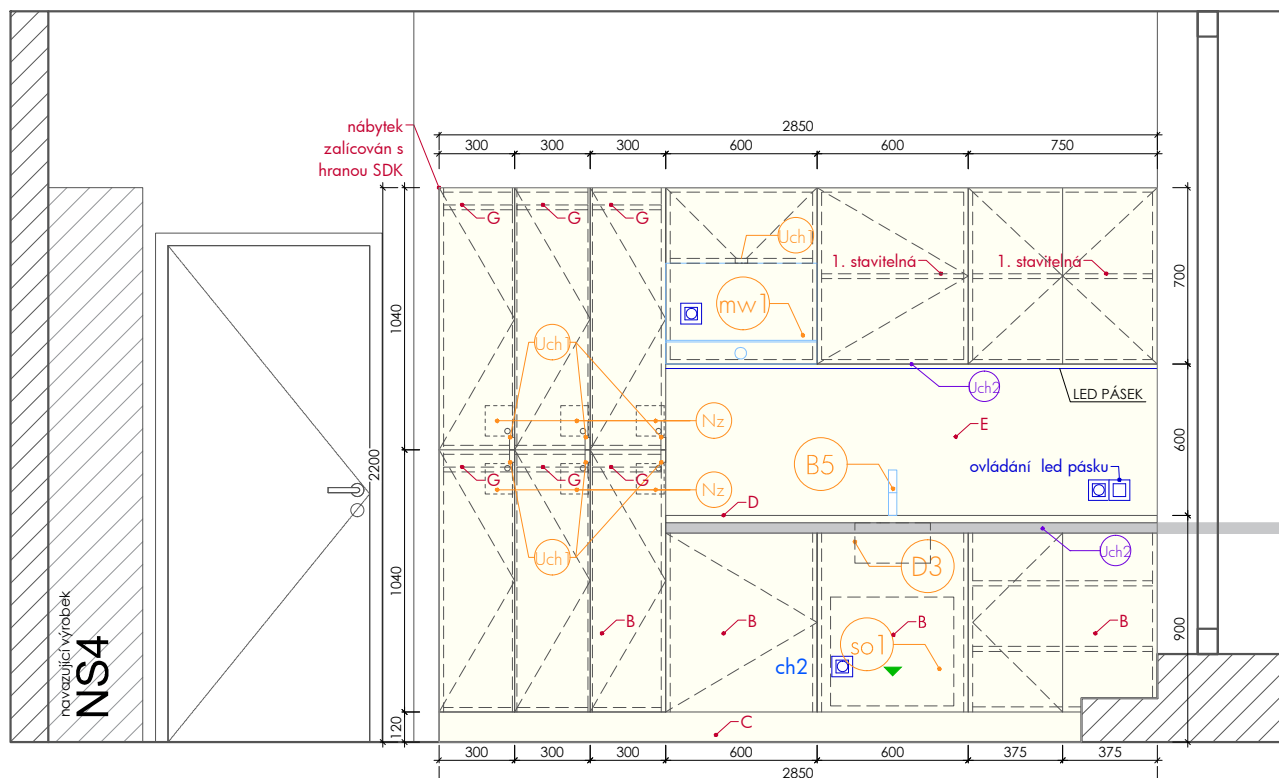 2850
300 300 300 600 600 750
nábytek
zalícován s
hranou SDK
G G G
Uch1
1. stavitelná 1. stavitelná
mw1
700
1040
Uch1
Uch2
LED PÁSEK
Nz
E
600
B5
ovládání led pásku
2200
G G G
Nz
D
Uch1
Uch2
D3
1040
B B B B
so1
ch2
900
navazující výrobek
NS4
C
120
300 300 300 600 600 375 375
2850